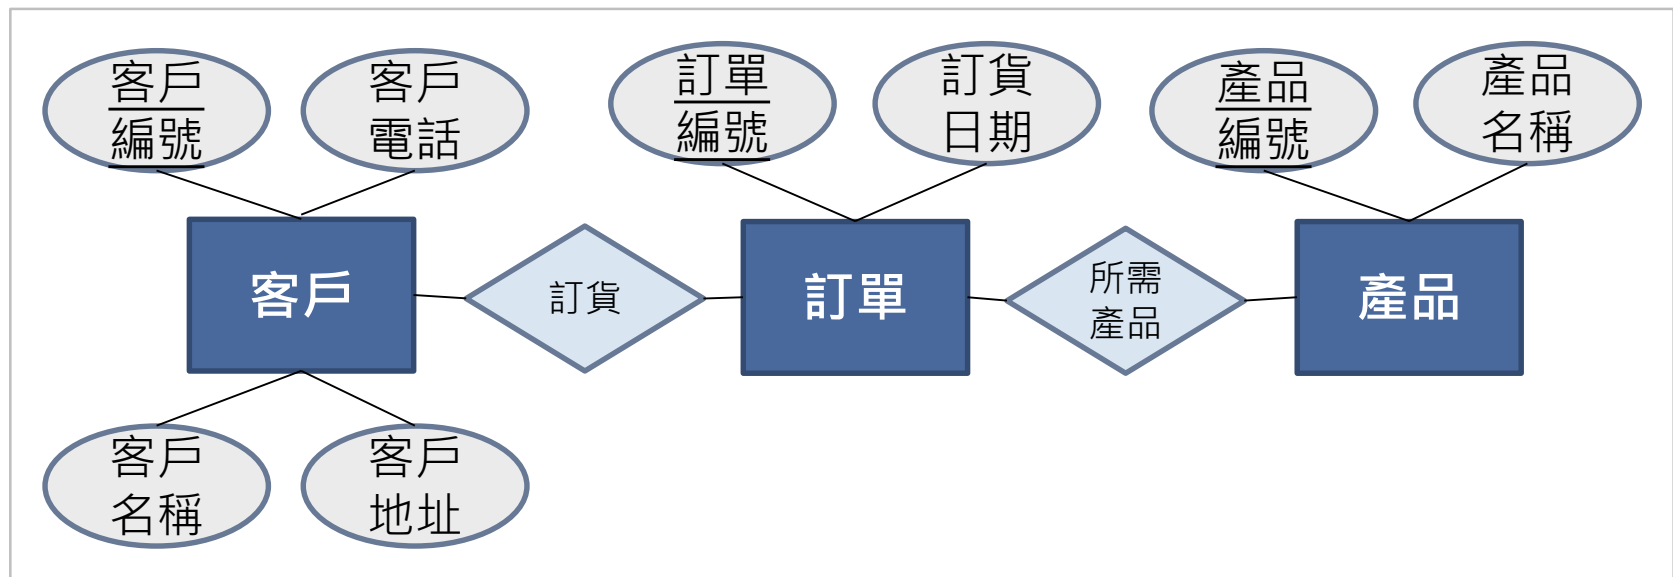 客戶
編號
客戶
電話
訂單
編號
訂貨
日期
產品
編號
產品
名稱
客戶
訂貨
訂單
所需
產品
產品
客戶
名稱
客戶
地址